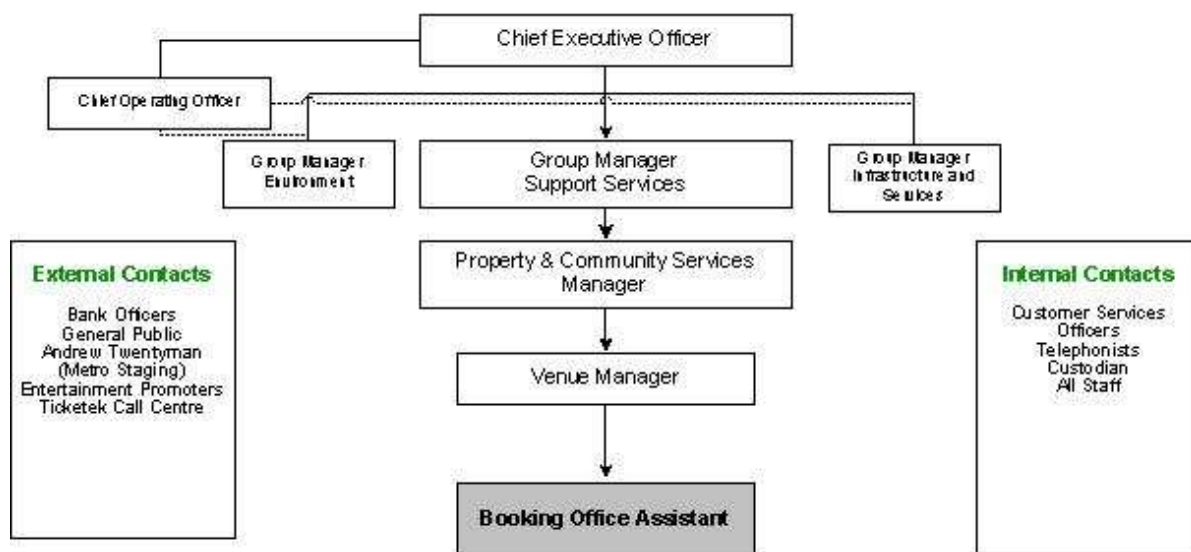 Chief Executive Officer
Chief Operating Officer
Group Manager
Environment
Group Manager
Support Services
Group Manager
Infrastructure and
Services
External Contacts
Bank Officers
General Public
Andrew Twentyman
(Metro Staging)
Entertainment Promoters
Ticketek Call Centre
Property & Community Services
Manager
Venue Manager
Booking Office Assistant
Internal Contacts
Customer Services
Officers
Telephonists
Custodian
All Staff